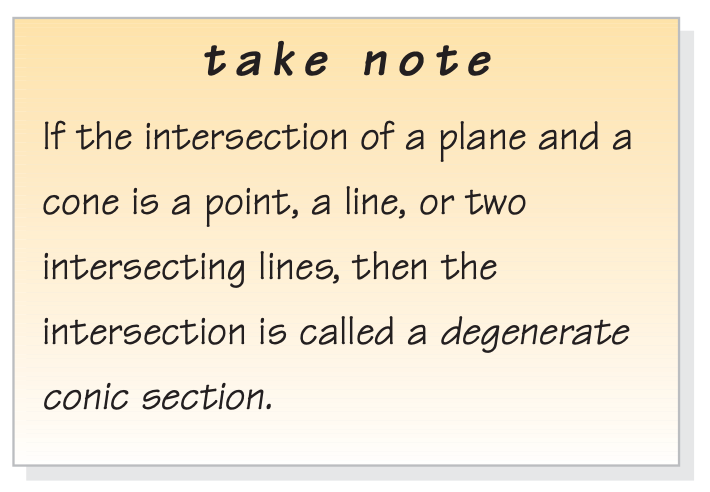 take note
If the intersection of a plane and a
cone is a point, a line, or two
intersecting lines, then the
intersection is called a degenerate
conic section.